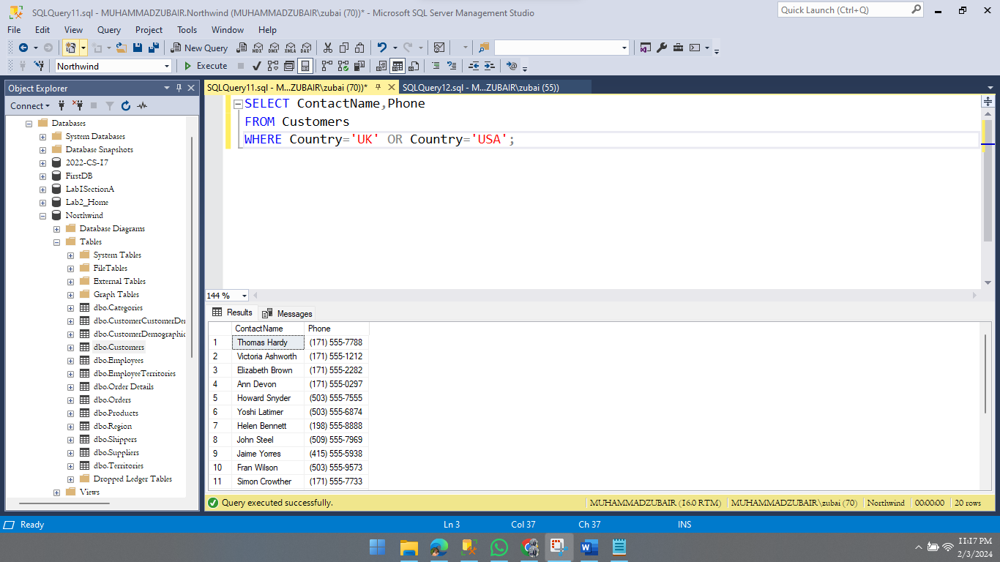 SQLQuery11.sql - MUHAMMADZUBAIR.Northwind (MUHAMMADZUBAIR\zubai (70))* - Microsoft SQL Server Management Studio
Quick Launch (Ctrl+Q)
File Edit View Query Project Tools Window Help
New Query MDX DMX XMLA DAX
Northwind Execute
Object Explorer
Connect
Databases
System Databases
Database Snapshots
2022-CS-17
FirstDB
Lab1SectionA
Lab2_Home
Northwind
Database Diagrams
Tables
System Tables
FileTables
External Tables
Graph Tables
dbo.Categories
dbo.CustomerCustomerDer
dbo.CustomerDemographic
dbo.Customers
dbo.Employees
dbo.EmployeeTerritories
dbo.Order Details
dbo.Orders
dbo.Products
dbo.Region
dbo.Shippers
dbo.Suppliers
dbo.Territories
Dropped Ledger Tables
Views
SQLQuery11.sql - M...ZUBAIR\zubai (70))* SQLQuery12.sql - M...ZUBAIR\zubai (55))
SELECT ContactName,Phone
FROM Customers
WHERE Country='UK' OR Country='USA';
144 %
Results Messages
ContactName Phone
1 Thomas Hardy (171) 555-7788
2 Victoria Ashworth (171) 555-1212
3 Elizabeth Brown (171) 555-2282
4 Ann Devon (171) 555-0297
5 Howard Snyder (503) 555-7555
6 Yoshi Latimer (503) 555-6874
7 Helen Bennett (198) 555-8888
8 John Steel (509) 555-7969
9 Jaime Yorres (415) 555-5938
10 Fran Wilson (503) 555-9573
11 Simon Crowther (171) 555-7733
Query executed successfully. MUHAMMADZUBAIR (16.0 RTM) MUHAMMADZUBAIR\zubai (70) Northwind 00:00:00 20 rows
Ready Ln 3 Col 37 Ch 37 INS
11:17 PM
2/3/2024